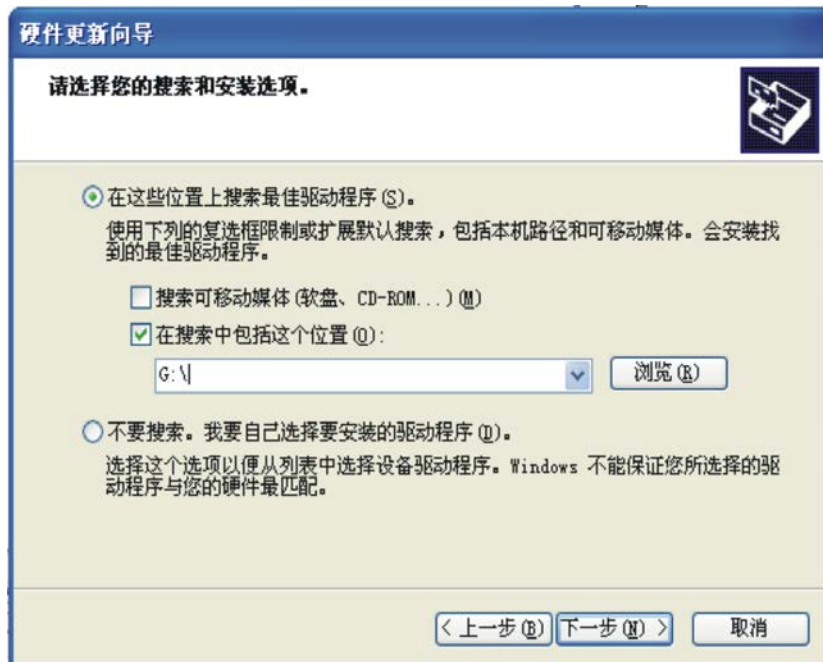 硬件更新向导
请选择您的搜索和安装选项。
在这些位置上搜索最佳驱动程序(S)。
使用下列的复选框限制或扩展默认搜索，包括本机路径和可移动媒体。会安装找
到的最佳驱动程序。
搜索可移动媒体(软盘、CD-ROM...)(M)
在搜索中包括这个位置(O):
G:\
浏览(R)
不要搜索。我要自己选择要安装的驱动程序(D)。
选择这个选项以便从列表中选择设备驱动程序。Windows 不能保证您所选择的驱
动程序与您的硬件最匹配。
< 上一步(B) 下一步(N) > 取消